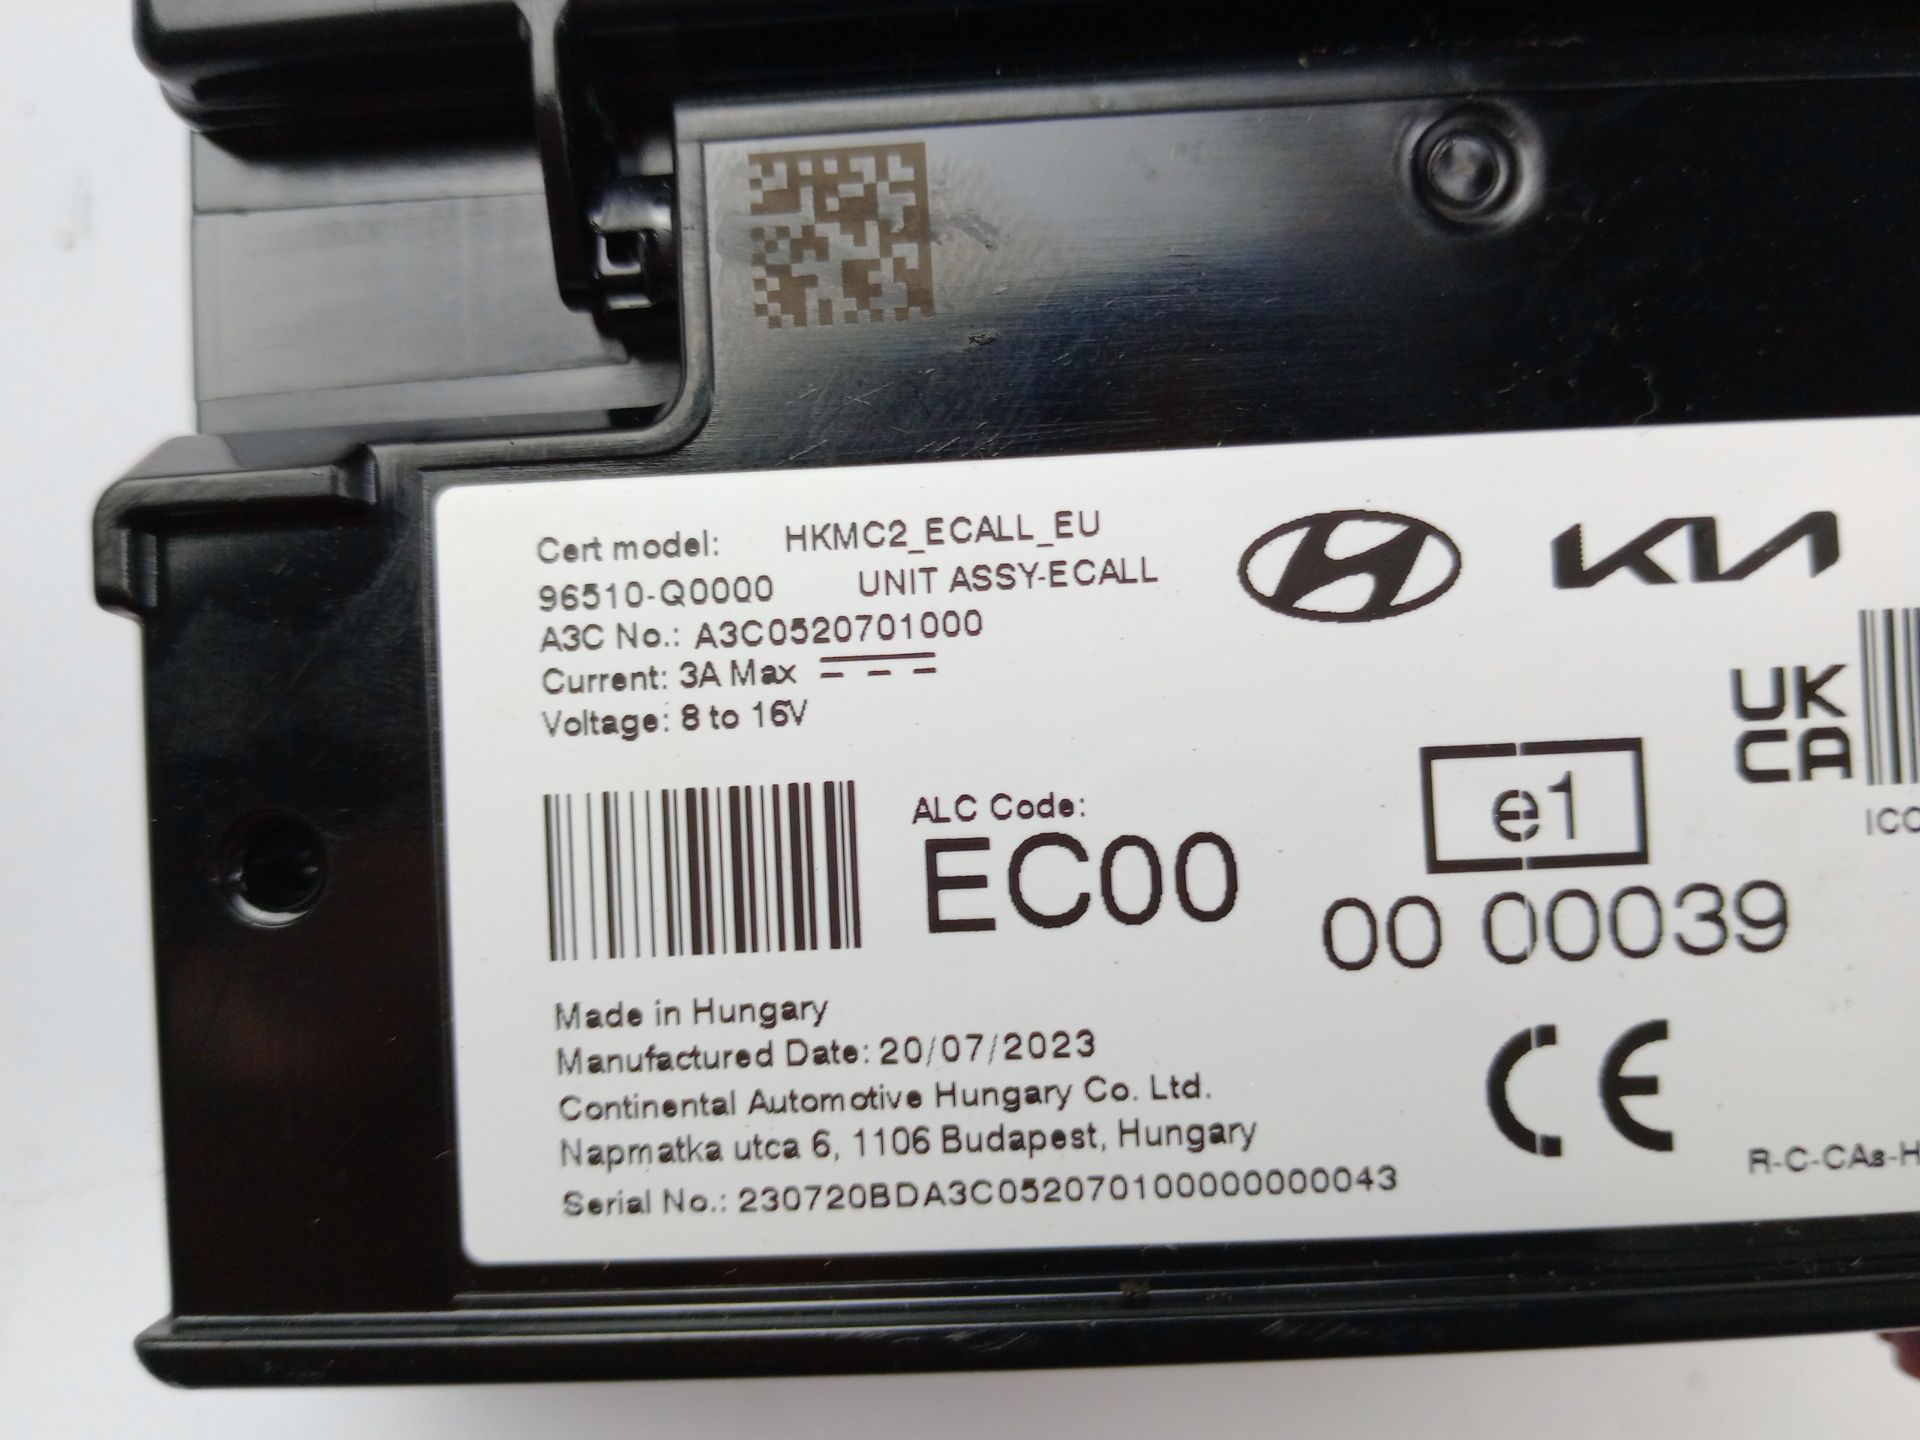 Cert model: HKMC2_ECALL_EU
96510-Q0000 UNIT ASSY-ECALL
A3C No.: A3C0520701000
Current: 3A Max
Voltage: 8 to 16V
KIA
UK
CA
ALC Code:
EC00
e1
00 00039
Made in Hungary
Manufactured Date: 20/07/2023
Continental Automotive Hungary Co. Ltd.
Napmatka utca 6, 1106 Budapest, Hungary
Serial No.: 230720BDA3C0520701000000000043
CE